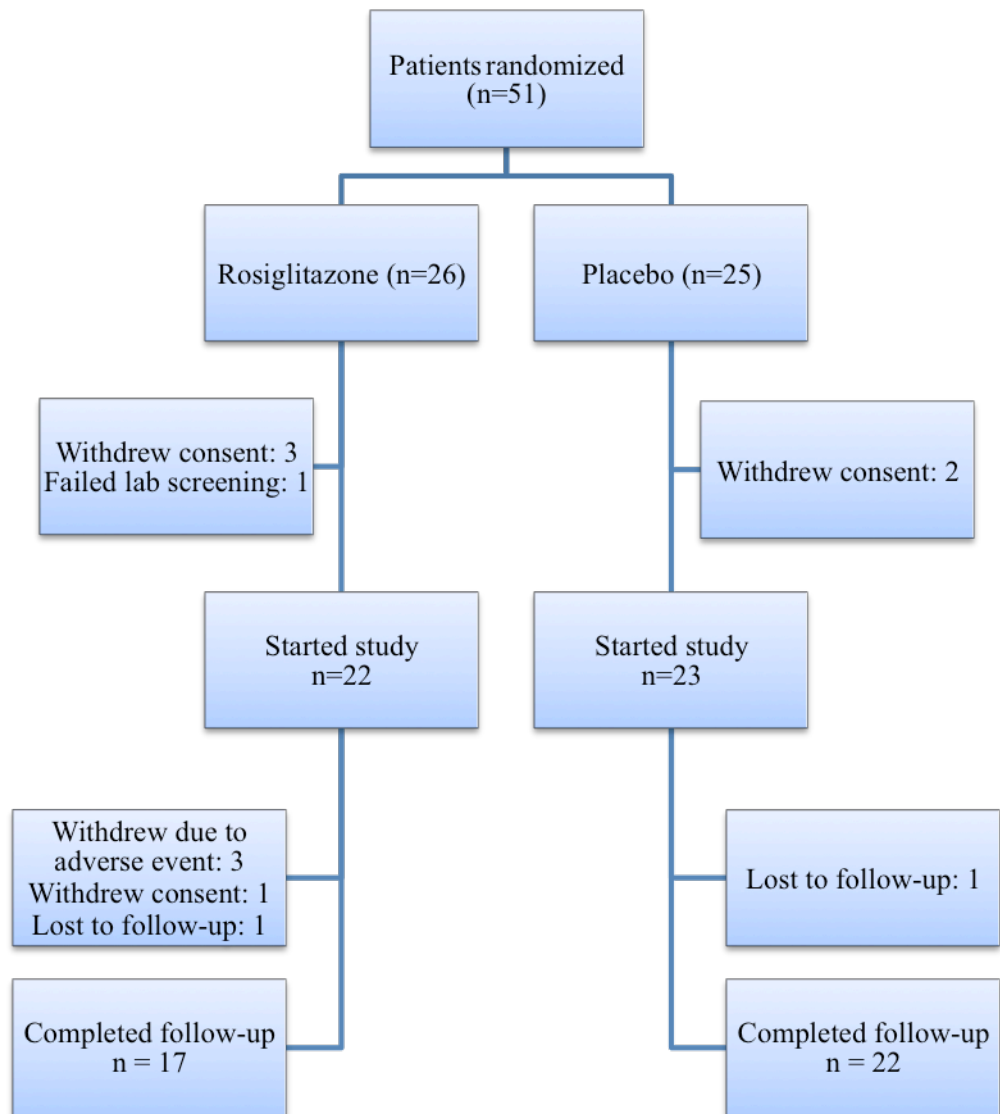 Patients randomized
(n=51)
Rosiglitazone (n=26)
Placebo (n=25)
Withdrew consent: 3
Failed lab screening: 1
Withdrew consent: 2
Started study
n=22
Started study
n=23
Withdrew due to
adverse event: 3
Withdrew consent: 1
Lost to follow-up: 1
Lost to follow-up: 1
Completed follow-up
n = 17
Completed follow-up
n = 22